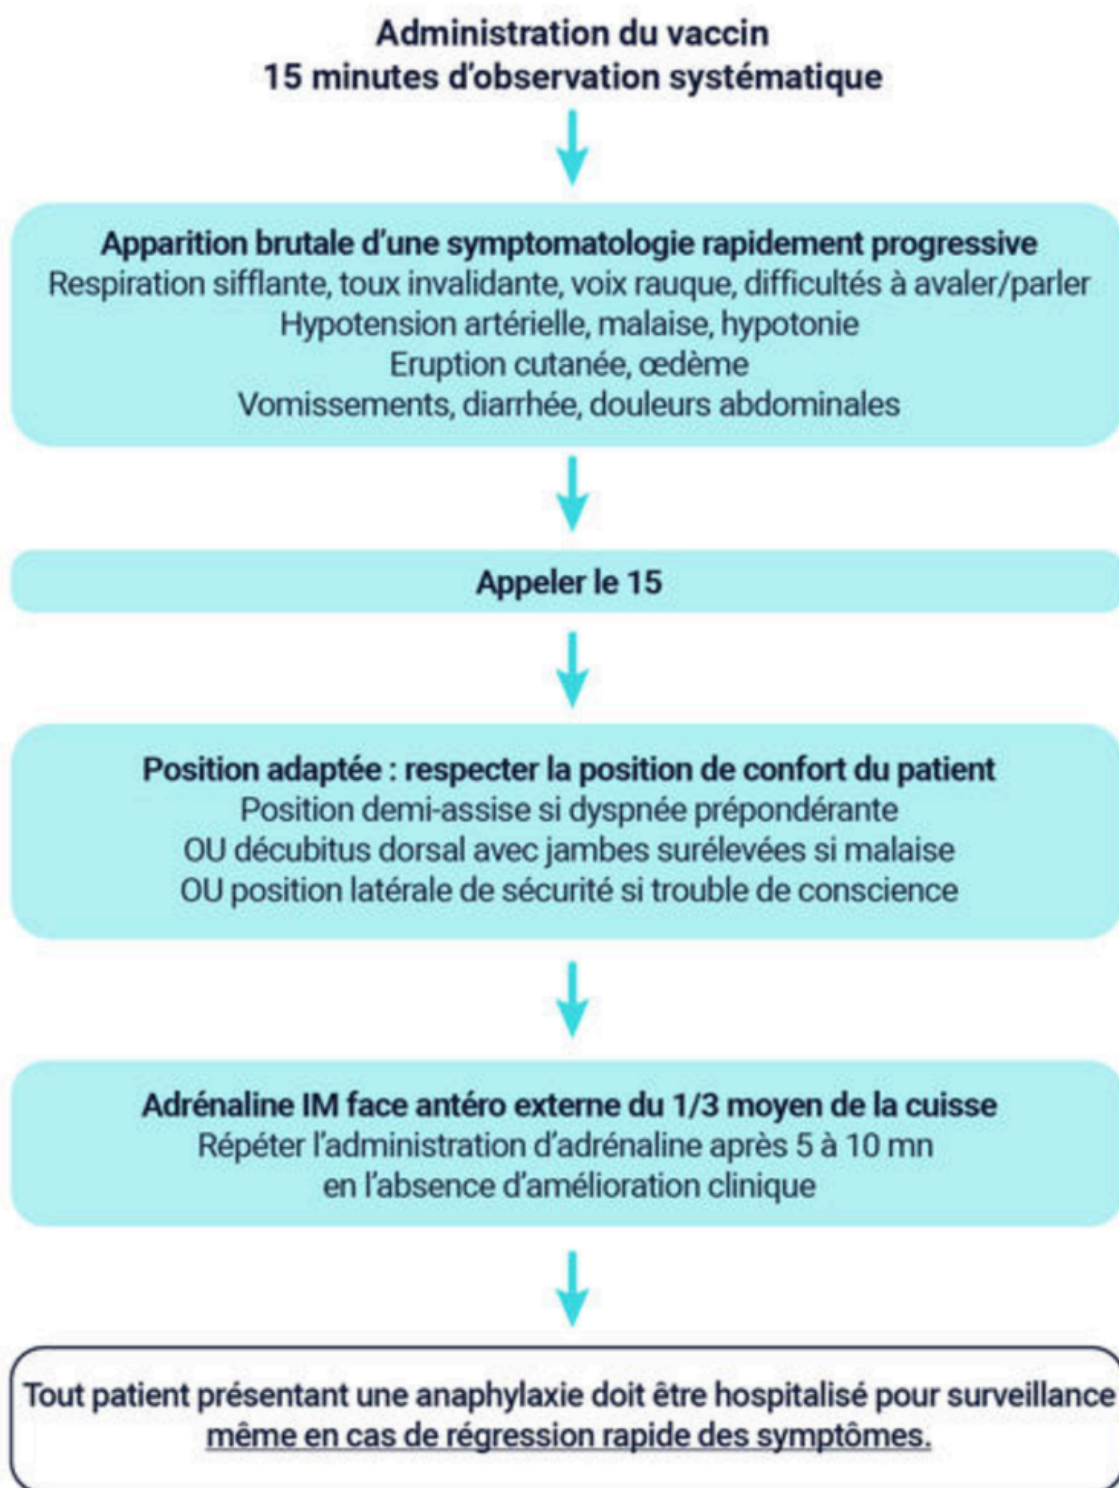 Administration du vaccin
15 minutes d’observation systématique
Apparition brutale d’une symptomatologie rapidement progressive
Respiration sifflante, toux invalidante, voix rauque, difficultés à avaler/parler
Hypotension artérielle, malaise, hypotonie
Eruption cutanée, œdème
Vomissements, diarrhée, douleurs abdominales
Appeler le 15
Position adaptée : respecter la position de confort du patient
Position demi-assise si dyspnée prépondérante
OU décubitus dorsal avec jambes surélevées si malaise
OU position latérale de sécurité si trouble de conscience
Adrénaline IM face antéro externe du 1/3 moyen de la cuisse
Répéter l’administration d’adrénaline après 5 à 10 mn
en l’absence d’amélioration clinique
Tout patient présentant une anaphylaxie doit être hospitalisé pour surveillance
même en cas de régression rapide des symptômes.